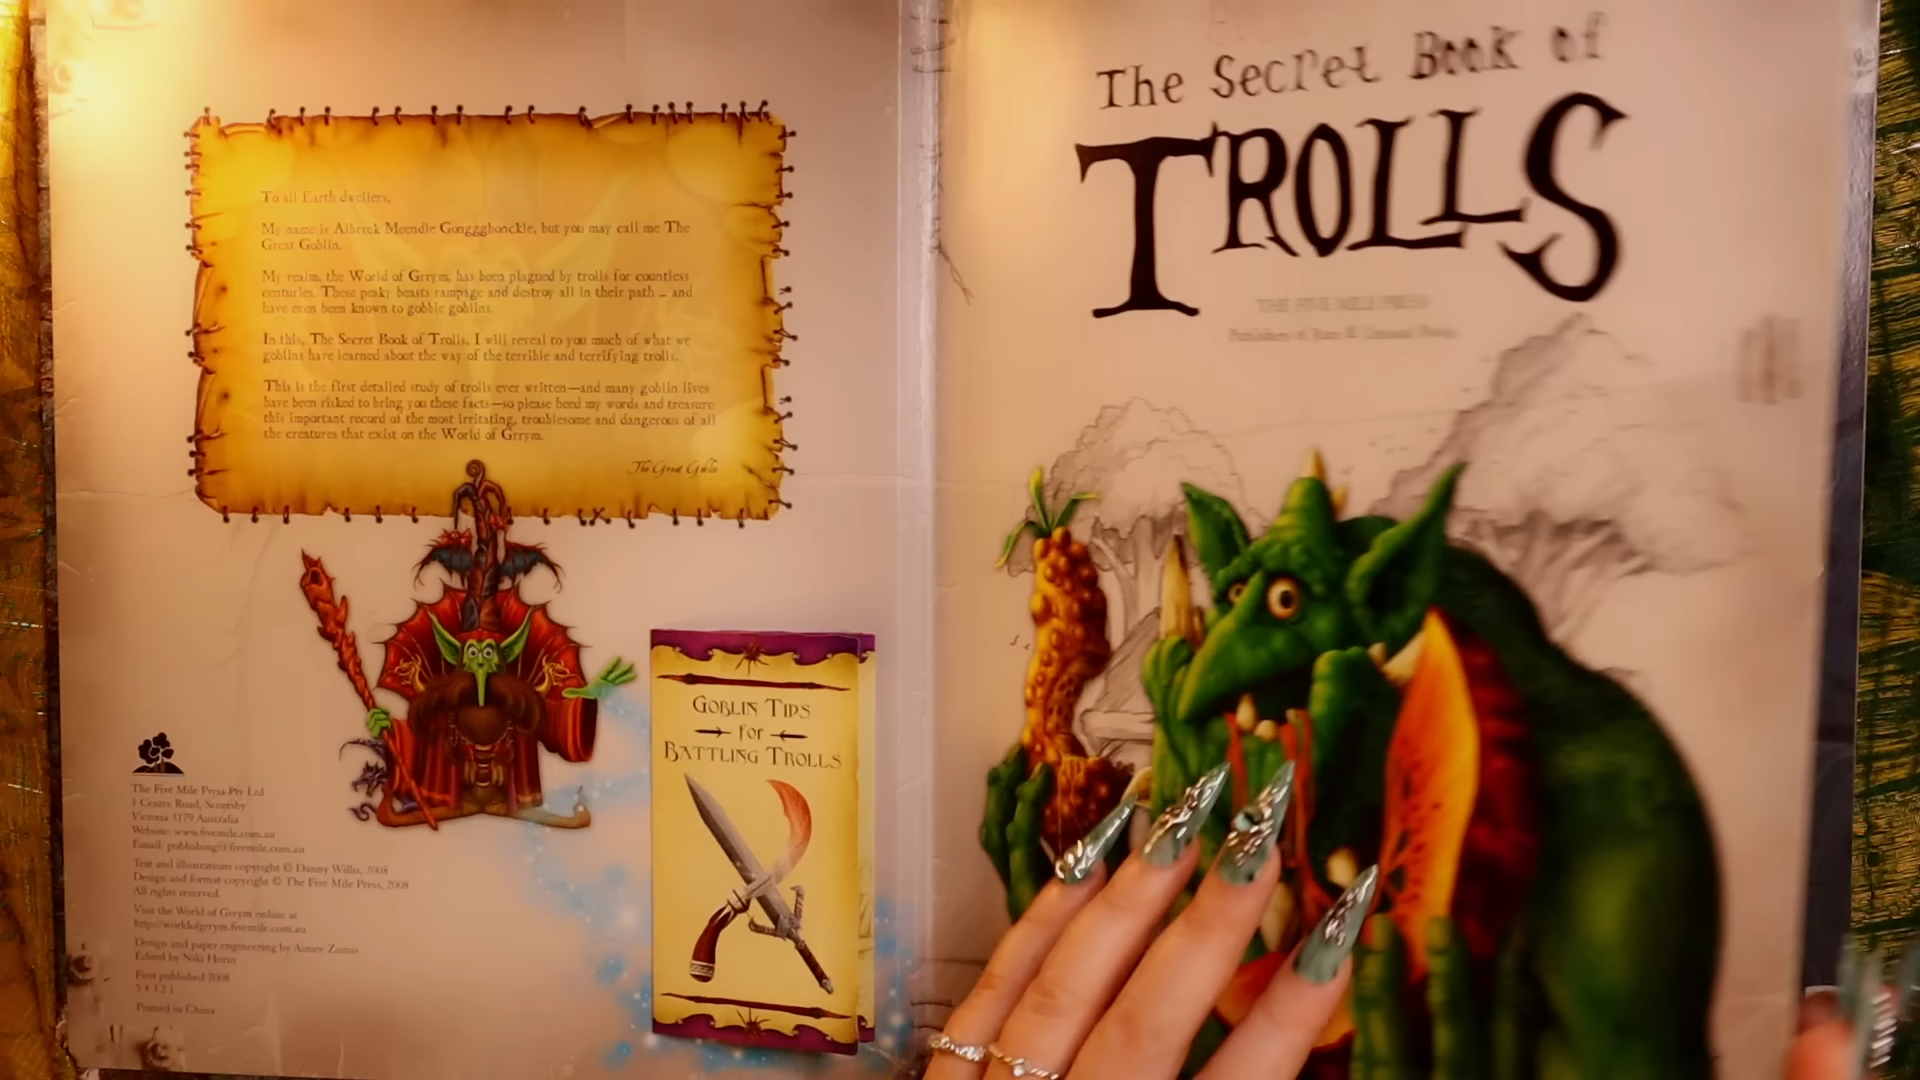 To all Earth dwellers,
My name is Albrrck Meendle Gongggbonckle, but you may call me The
Great Goblin.
My realm, the World of Grrym, has been plagued by trolls for countless
centuries. These pesky beasts rampage and destroy all in their path – and
have even been known to gobble goblins.
In this, The Secret Book of Trolls, I will reveal to you much of what we
goblins have learned about the way of the terrible and terrifying trolls.
This is the first detailed study of trolls ever written—and many goblin lives
have been risked to bring you these facts—so please heed my words and treasure
this important record of the most irritating, troublesome and dangerous of all
the creatures that exist on the World of Grrym.
The Great Goblin
GOBLIN TIPS
for
BATTLING TROLLS
The Five Mile Press Pty Ltd
1 Centre Road, Scoresby
Victoria 3179 Australia
Website: www.fivemile.com.au
Email: publishing@fivemile.com.au
Text and illustrations copyright © Danny Willis, 2008
Design and format copyright © The Five Mile Press, 2008
All rights reserved.
Visit the World of Grrym online at
http://worldofgrrym.fivemile.com.au
Design and paper engineering by Aimee Zumis
Edited by Niki Horin
First published 2008
5 4 3 2 1
Printed in China
The Secret Book of
TROLLS
THE FIVE MILE PRESS
Publishers of Rare & Unusual